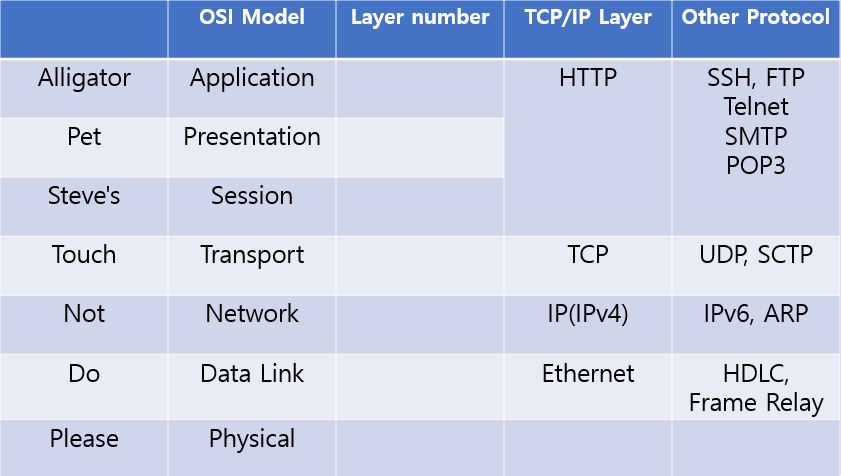 OSI Model Layer number TCP/IP Layer Other Protocol
Alligator Application HTTP SSH, FTP
Telnet
Pet Presentation SMTP
POP3
Steve's Session
Touch Transport TCP UDP, SCTP
Not Network IP(IPv4) IPv6, ARP
Do Data Link Ethernet HDLC,
Frame Relay
Please Physical